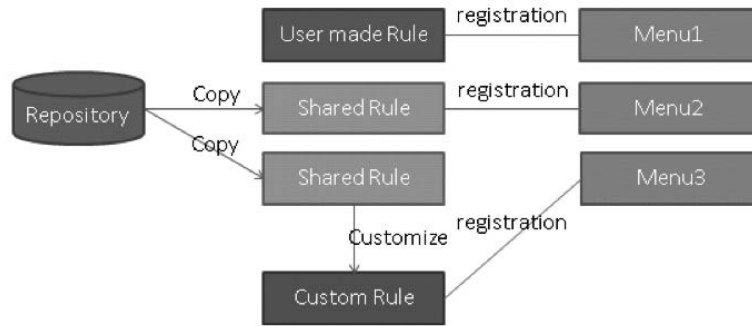 User made Rule
registration
Menu1
Repository
Copy
Shared Rule
registration
Menu2
Copy
Shared Rule
Menu3
Customize
registration
Custom Rule